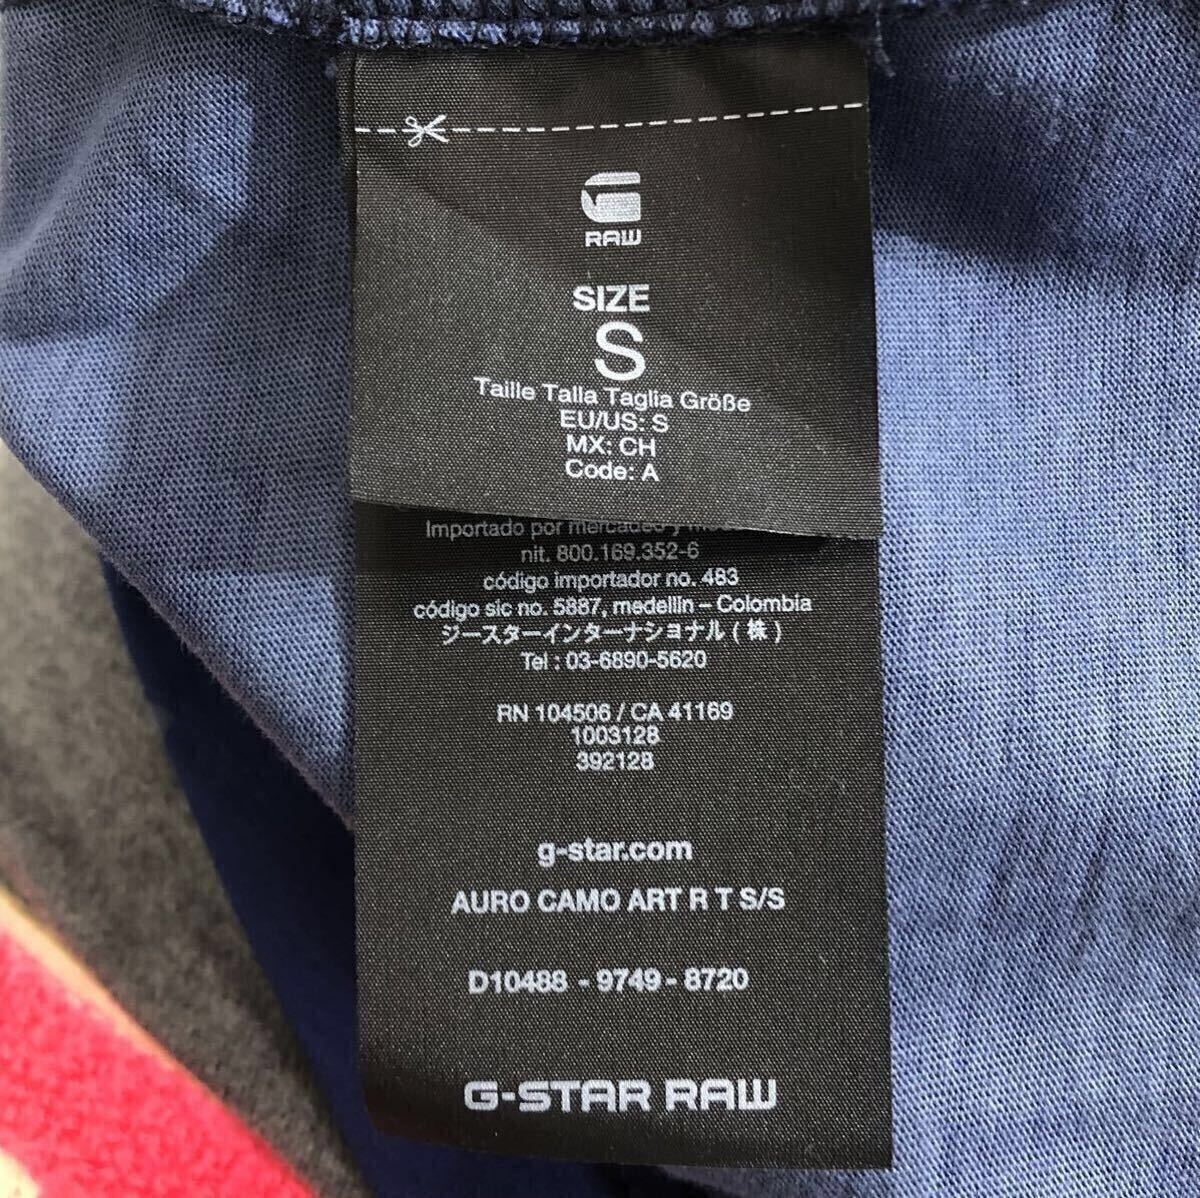 RAW
SIZE
S
Taille Talla Taglia Größe
EU/US: S
MX: CH
Code: A
Importado por mercadeo y
nit. 800.169.352-6
código importador no. 483
código sic no. 5887, medellin – Colombia
ジースターインターナショナル ( 株 )
Tel : 03-6890-5620
RN 104506 / CA 41169
1003128
392128
g-star.com
AURO CAMO ART R T S/S
D10488 - 9749 - 8720
G-STAR RAW